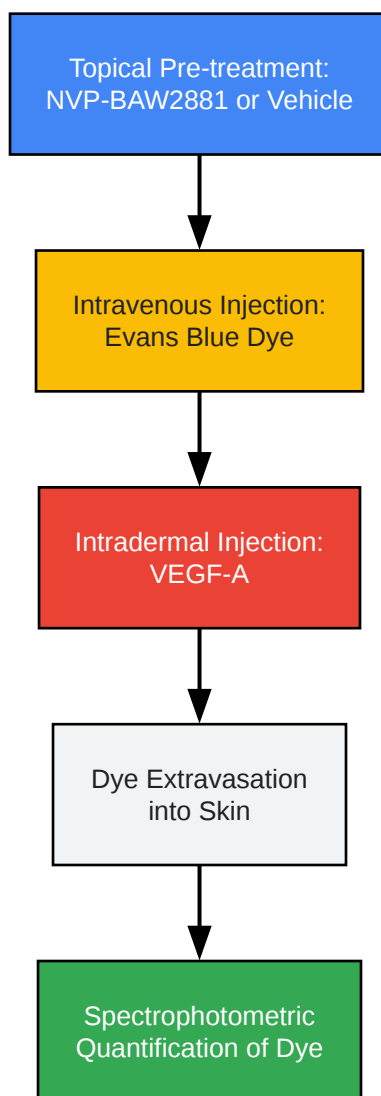 Topical Pre-treatment:
NVP-BAW2881 or Vehicle
Intravenous Injection:
Evans Blue Dye
Intradermal Injection:
VEGF-A
Dye Extravasation
into Skin
Spectrophotometric
Quantification of Dye